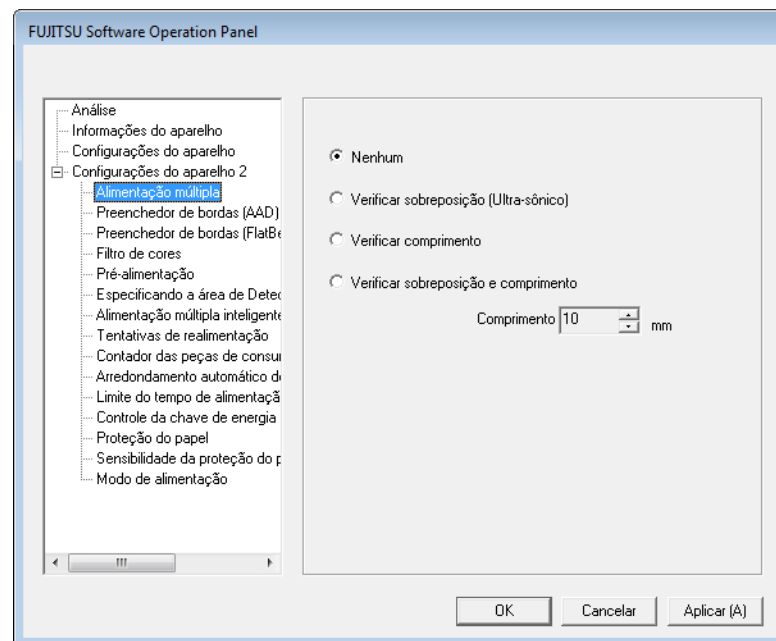 FUJITSU Software Operation Panel
Análise
Informações do aparelho
Configurações do aparelho
Configurações do aparelho 2
Alimentação múltipla
Preenchedor de bordas (AAD)
Preenchedor de bordas (FlatBe
Filtro de cores
Pré-alimentação
Especificando a área de Detec
Alimentação múltipla inteligente
Tentativas de realimentação
Contador das peças de consu
Arredondamento automático d
Limite do tempo de alimentaçã
Controle da chave de energia
Proteção do papel
Sensibilidade da proteção do p
Modo de alimentação
Nenhum
Verificar sobreposição (Ultra-sônico)
Verificar comprimento
Verificar sobreposição e comprimento
Comprimento 10 mm
OK Cancelar Aplicar (A)